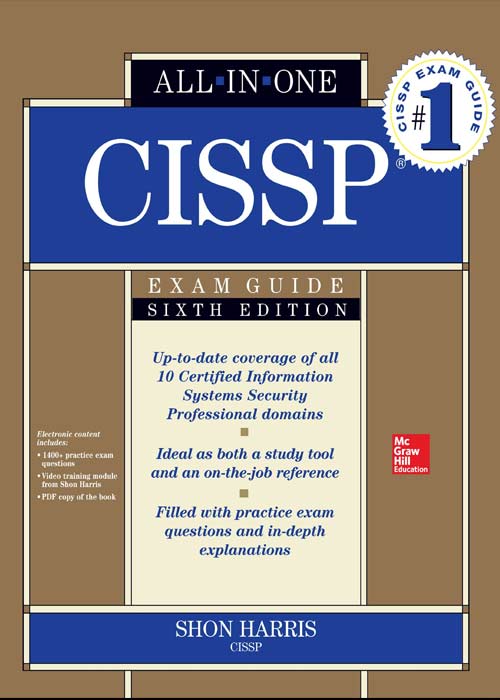 ALL■IN■ONE
CISSP EXAM GUIDE
#1
CISSP®
EXAM GUIDE
SIXTH EDITION
Up-to-date coverage of all
10 Certified Information
Systems Security
Professional domains
Ideal as both a study tool
and an on-the-job reference
Filled with practice exam
questions and in-depth
explanations
Electronic content
includes:
• 1400+ practice exam
questions
• Video training module
from Shon Harris
• PDF copy of the book
Mc
Graw
Hill
Education
SHON HARRIS
CISSP